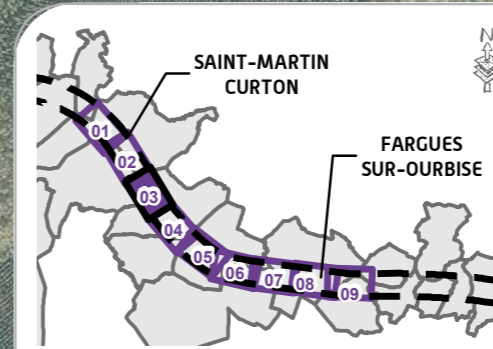 N
SAINT-MARTIN
CURTON
FARGUES
SUR-OURBISE
01
02
03
04
05
06
07
08
09